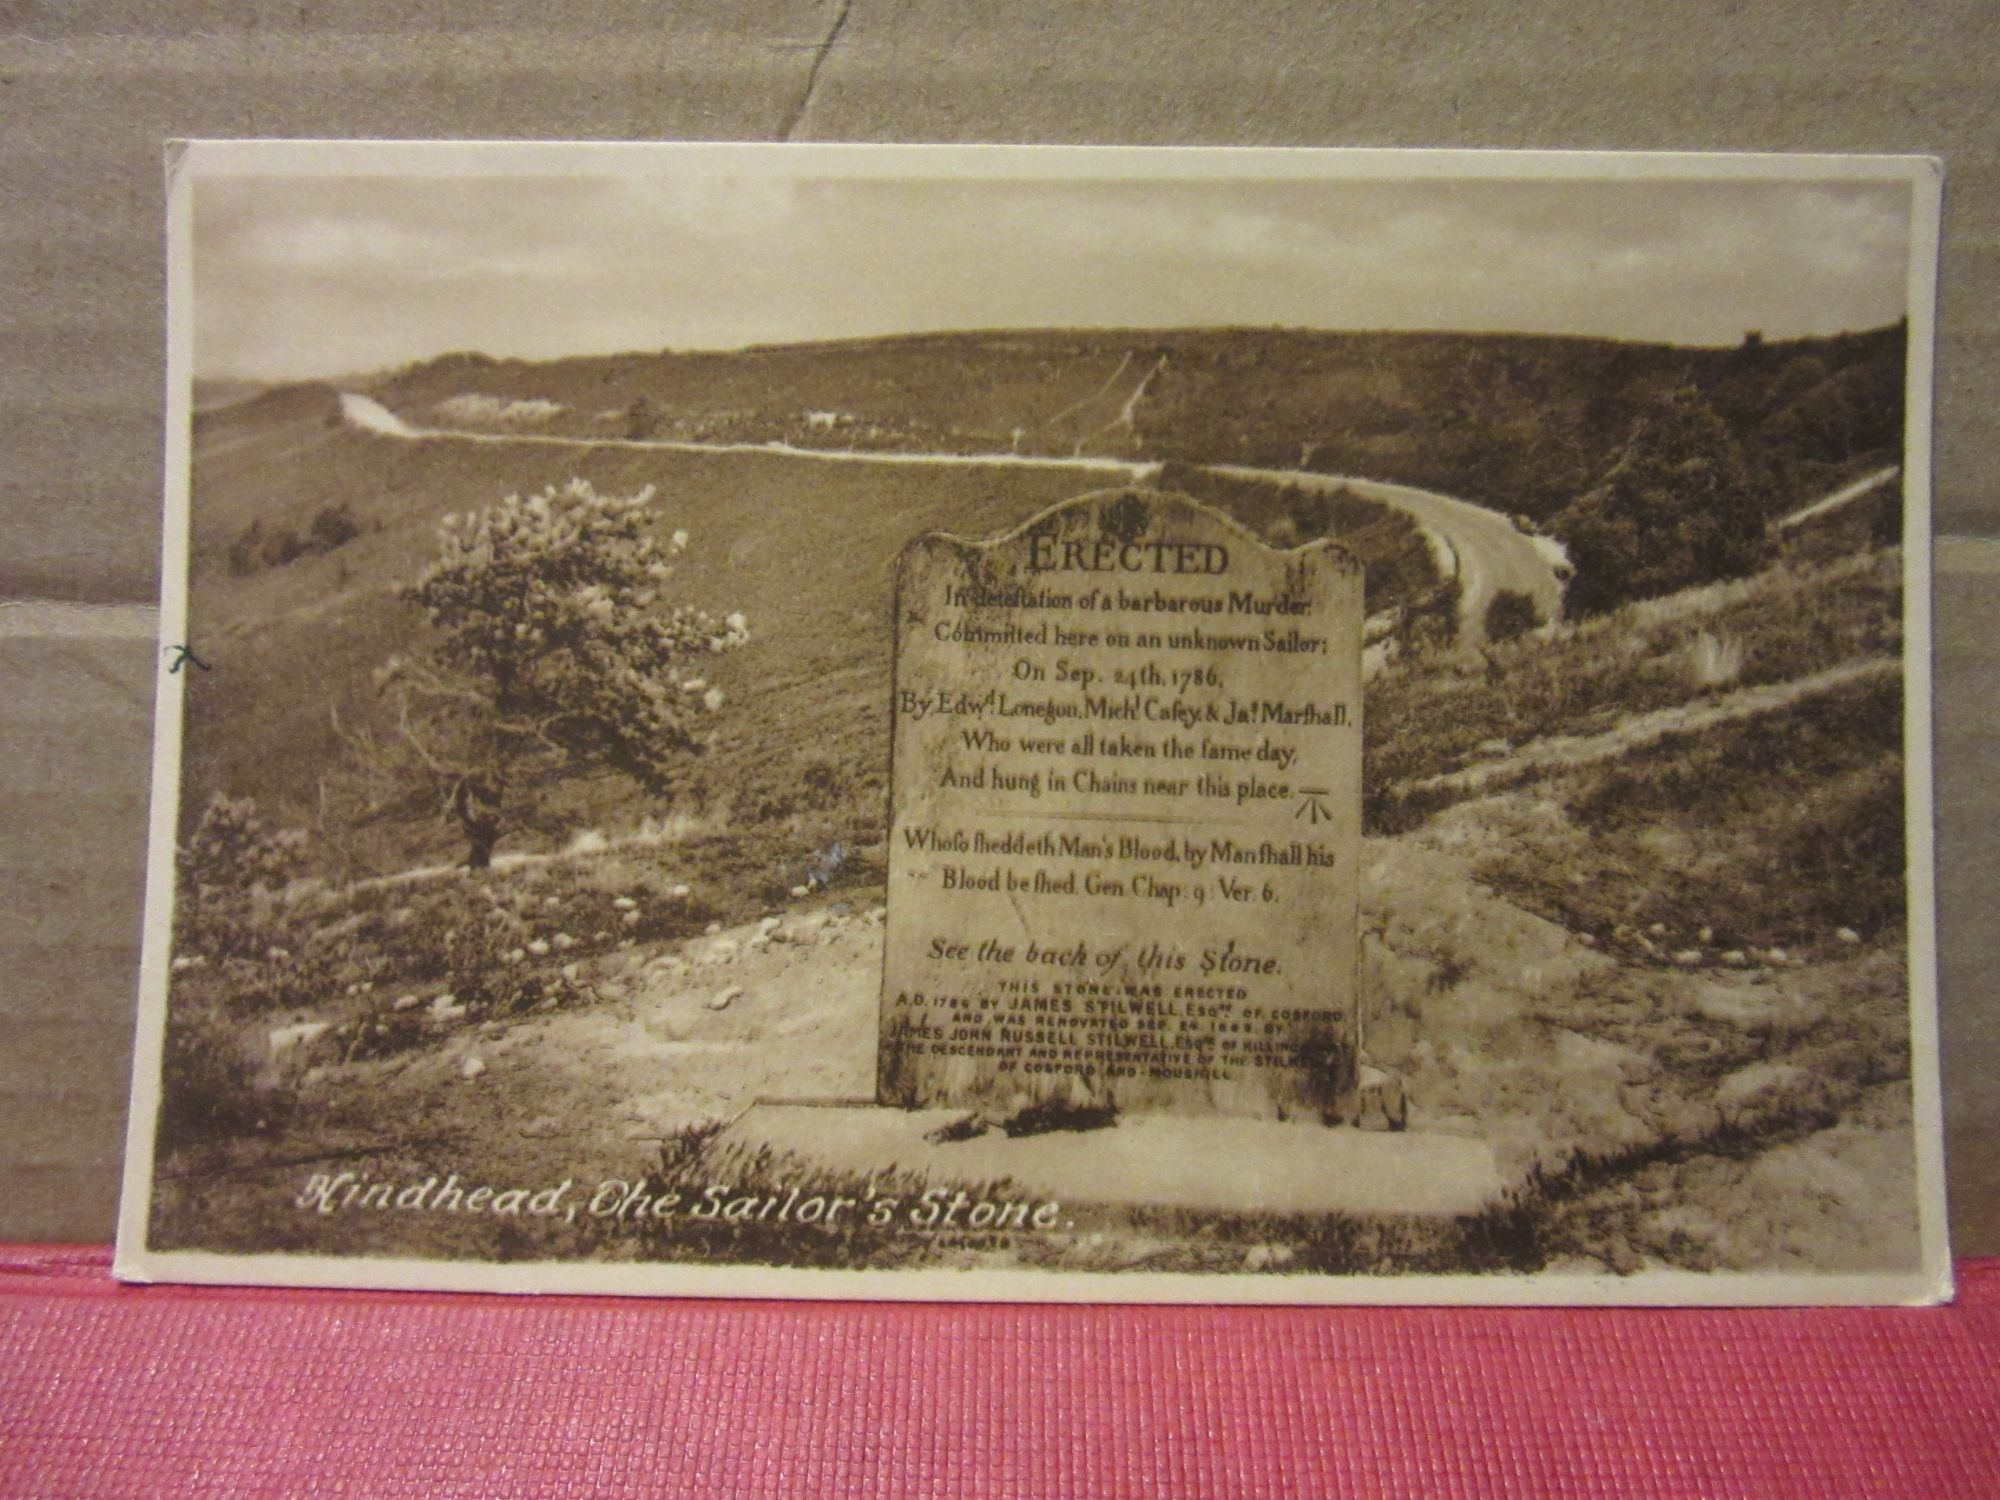 ERECTED
In deteſtation of a barbarous Murder:
Committed here on an unknown Sailor;
On Sep. 24th, 1786,
By Edwd. Lonegon, Michl. Caſey & Jas. Marſhall,
Who were all taken the ſame day,
And hung in Chains near this place.
Whoſo ſheddeth Man's Blood, by Man ſhall his
Blood be ſhed. Gen. Chap: 9 Ver. 6.
See the back of this Stone.
THIS STONE WAS ERECTED
A.D. 1786 BY JAMES STILWELL, ESQRE OF COSFORD,
AND WAS RENOVATED SEP. 24. BY
JAMES JOHN RUSSELL STILWELL, ESQRE OF
THE DESCENDANT AND REPRESENTATIVE OF THE
OF COSFORD AND MOUSHILL
Hindhead, The Sailor's Stone.